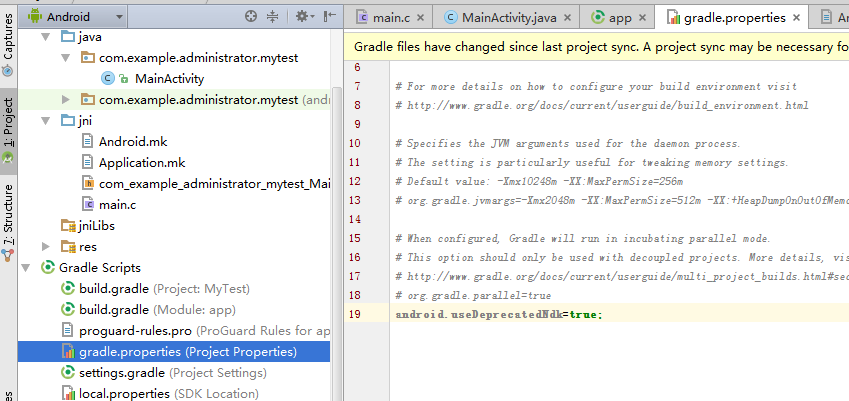 Android
main.c
MainActivity.java
app
gradle.properties
Captures
1: Project
7: Structure
java
com.example.administrator.mytest
MainActivity
com.example.administrator.mytest (and
jni
Android.mk
Application.mk
com_example_administrator_mytest_Mai
main.c
jniLibs
res
Gradle Scripts
build.gradle (Project: MyTest)
build.gradle (Module: app)
proguard-rules.pro (ProGuard Rules for ap
gradle.properties (Project Properties)
settings.gradle (Project Settings)
local.properties (SDK Location)
Gradle files have changed since last project sync. A project sync may be necessary fo
6
7 # For more details on how to configure your build environment visit
8 # http://www.gradle.org/docs/current/userguide/build_environment.html
9
10 # Specifies the JVM arguments used for the daemon process.
11 # The setting is particularly useful for tweaking memory settings.
12 # Default value: -Xmx10248m -XX:MaxPermSize=256m
13 # org.gradle.jvmargs=-Xmx2048m -XX:MaxPermSize=512m -XX:+HeapDumpOnOutOfMemo
14
15 # When configured, Gradle will run in incubating parallel mode.
16 # This option should only be used with decoupled projects. More details, vis
17 # http://www.gradle.org/docs/current/userguide/multi_project_builds.html#sec
18 # org.gradle.parallel=true
19 android.useDeprecatedNdk=true;